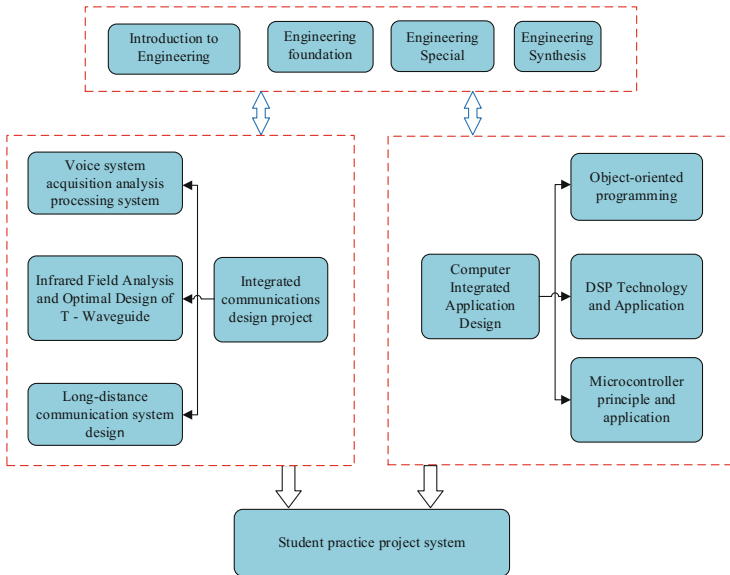 Introduction to
Engineering
Engineering
foundation
Engineering
Special
Engineering
Synthesis
Voice system
acquisition analysis
processing system
Infrared Field Analysis
and Optimal Design of
T - Waveguide
Long-distance
communication system
design
Integrated
communications
design project
Computer
Integrated
Application
Design
Object-oriented
programming
DSP Technology
and Application
Microcontroller
principle and
application
Student practice project system